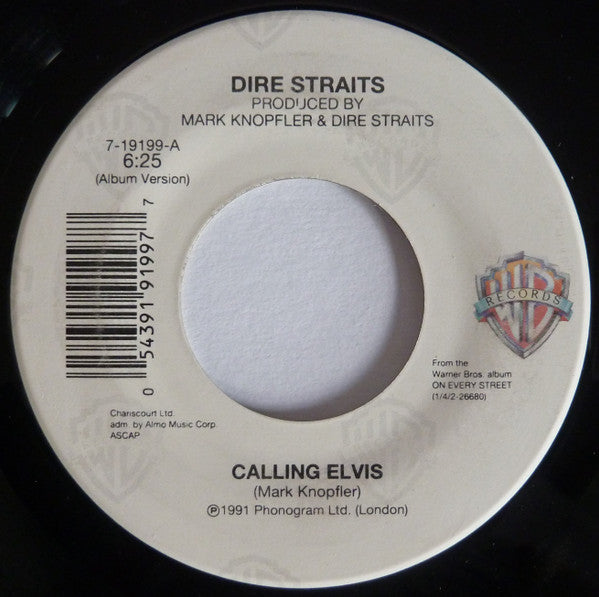 DIRE STRAITS
PRODUCED BY
MARK KNOPFLER & DIRE STRAITS
7-19199-A
6:25
(Album Version)
0 54391 91997 7
WB
RECORDS
From the
Warner Bros. album
ON EVERY STREET
(1/4/2-26680)
Chariscourt Ltd.
adm. by Almo Music Corp.
ASCAP
CALLING ELVIS
(Mark Knopfler)
℗1991 Phonogram Ltd. (London)